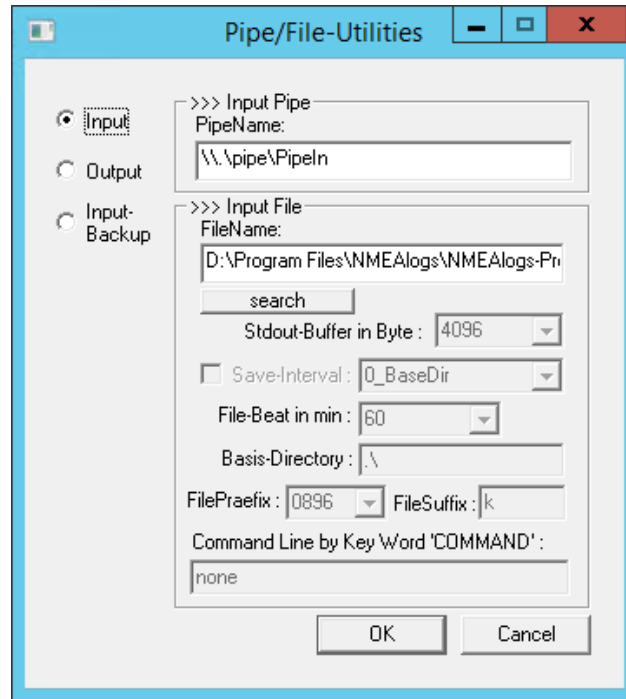 Pipe/File-Utilities
Input
Output
Input-
Backup
>>> Input Pipe
PipeName:
\\.\pipe\PipeIn
>>> Input File
FileName:
D:\Program Files\NMEAlogs\NMEAlogs-Pr
search
Stdout-Buffer in Byte : 4096
Save-Interval : 0_BaseDir
File-Beat in min : 60
Basis-Directory : .\
FilePraefix : 0896 FileSuffix : k
Command Line by Key Word 'COMMAND' :
none
OK Cancel